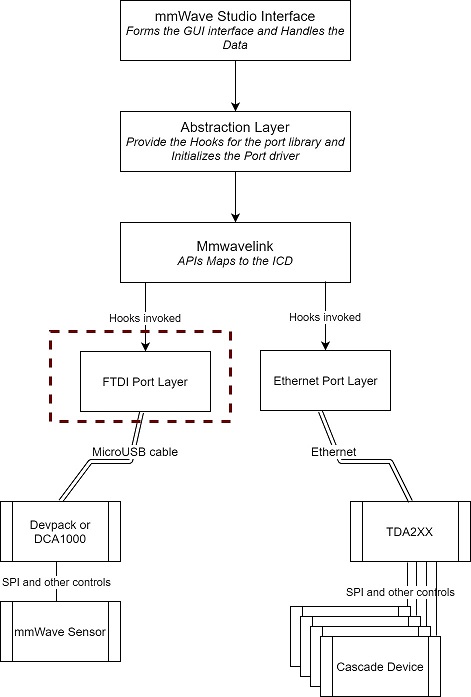 mmWave Studio Interface
Forms the GUI interface and Handles the
Data
Abstraction Layer
Provide the Hooks for the port library and
Initializes the Port driver
Mmwavelink
APIs Maps to the ICD
Hooks invoked
Hooks invoked
FTDI Port Layer
Ethernet Port Layer
MicroUSB cable
Ethernet
Devpack or
DCA1000
TDA2XX
SPI and other controls
SPI and other controls
mmWave Sensor
Cascade Device